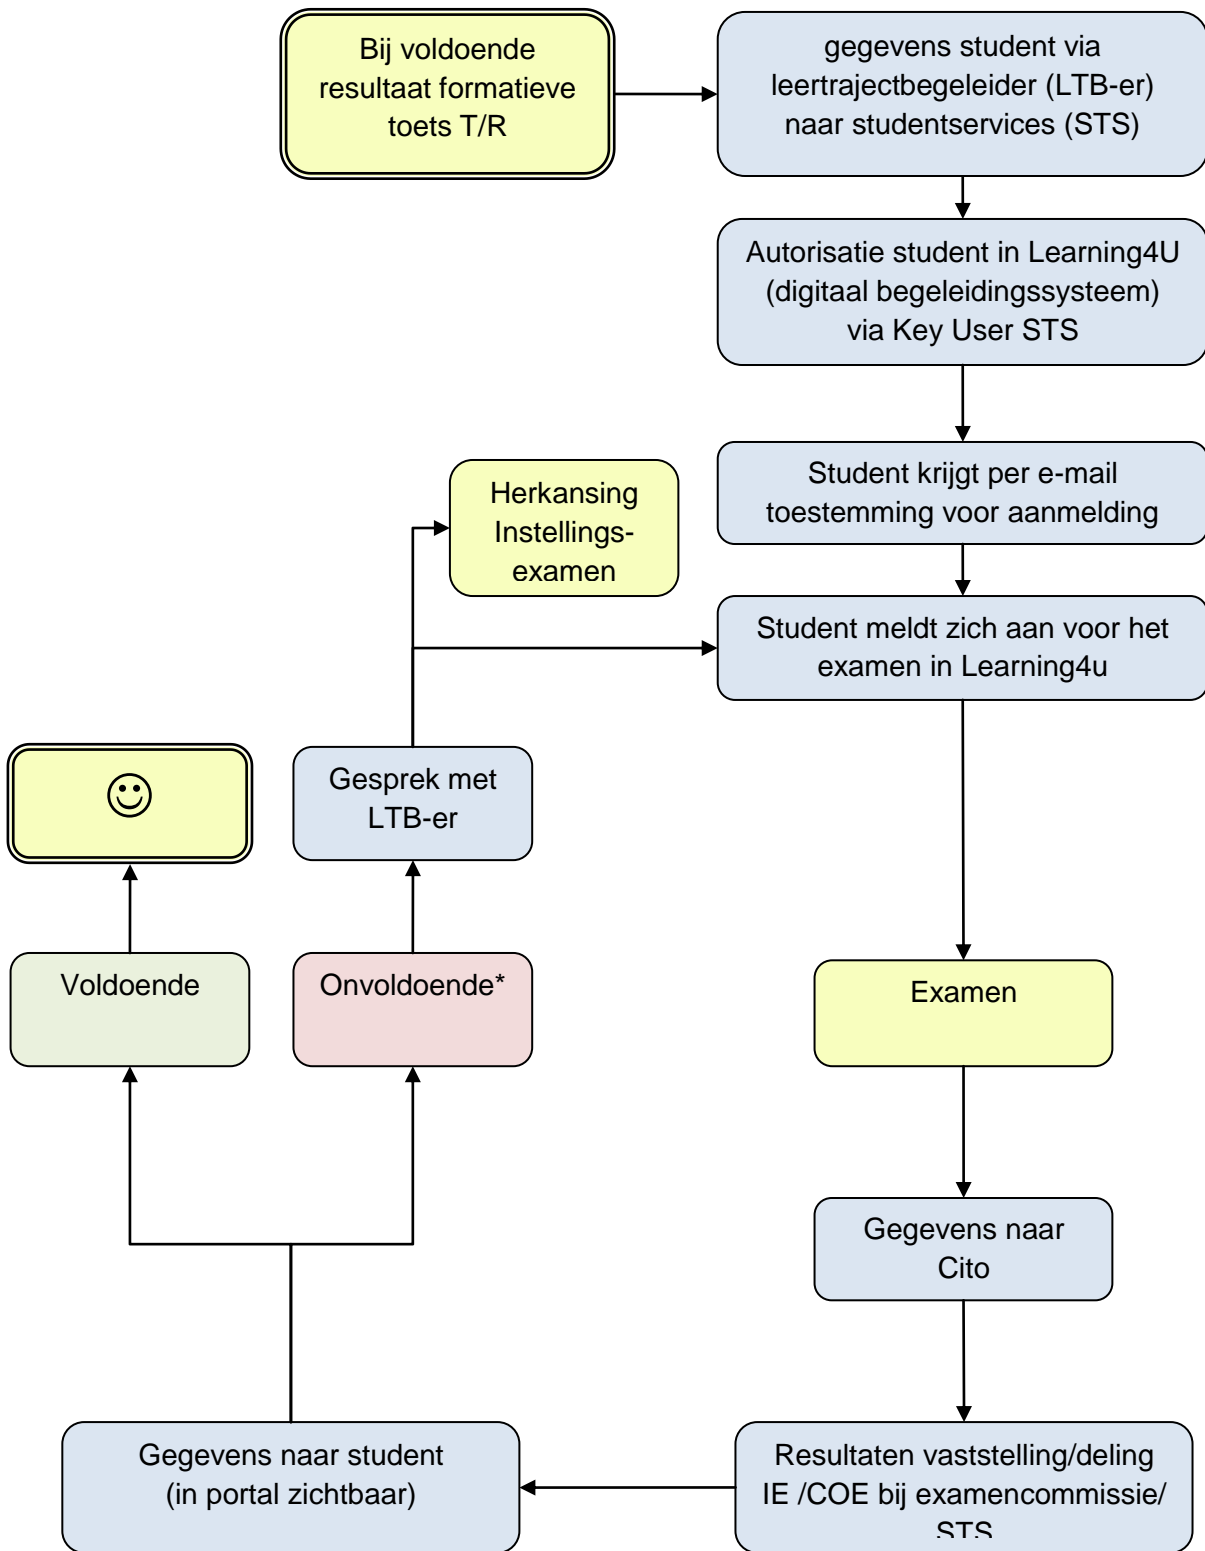 Bij voldoende
resultaat formatieve
toets T/R
gegevens student via
leertrajectbegeleider (LTB-er)
naar studentservices (STS)
Autorisatie student in Learning4U
(digitaal begeleidingssysteem)
via Key User STS
Student krijgt per e-mail
toestemming voor aanmelding
Herkansing
Instellings-
examen
Student meldt zich aan voor het
examen in Learning4u
Gesprek met
LTB-er
Voldoende
Onvoldoende*
Examen
Gegevens naar
Cito
Gegevens naar student
(in portal zichtbaar)
Resultaten vaststelling/deling
IE /COE bij examencommissie/
STS